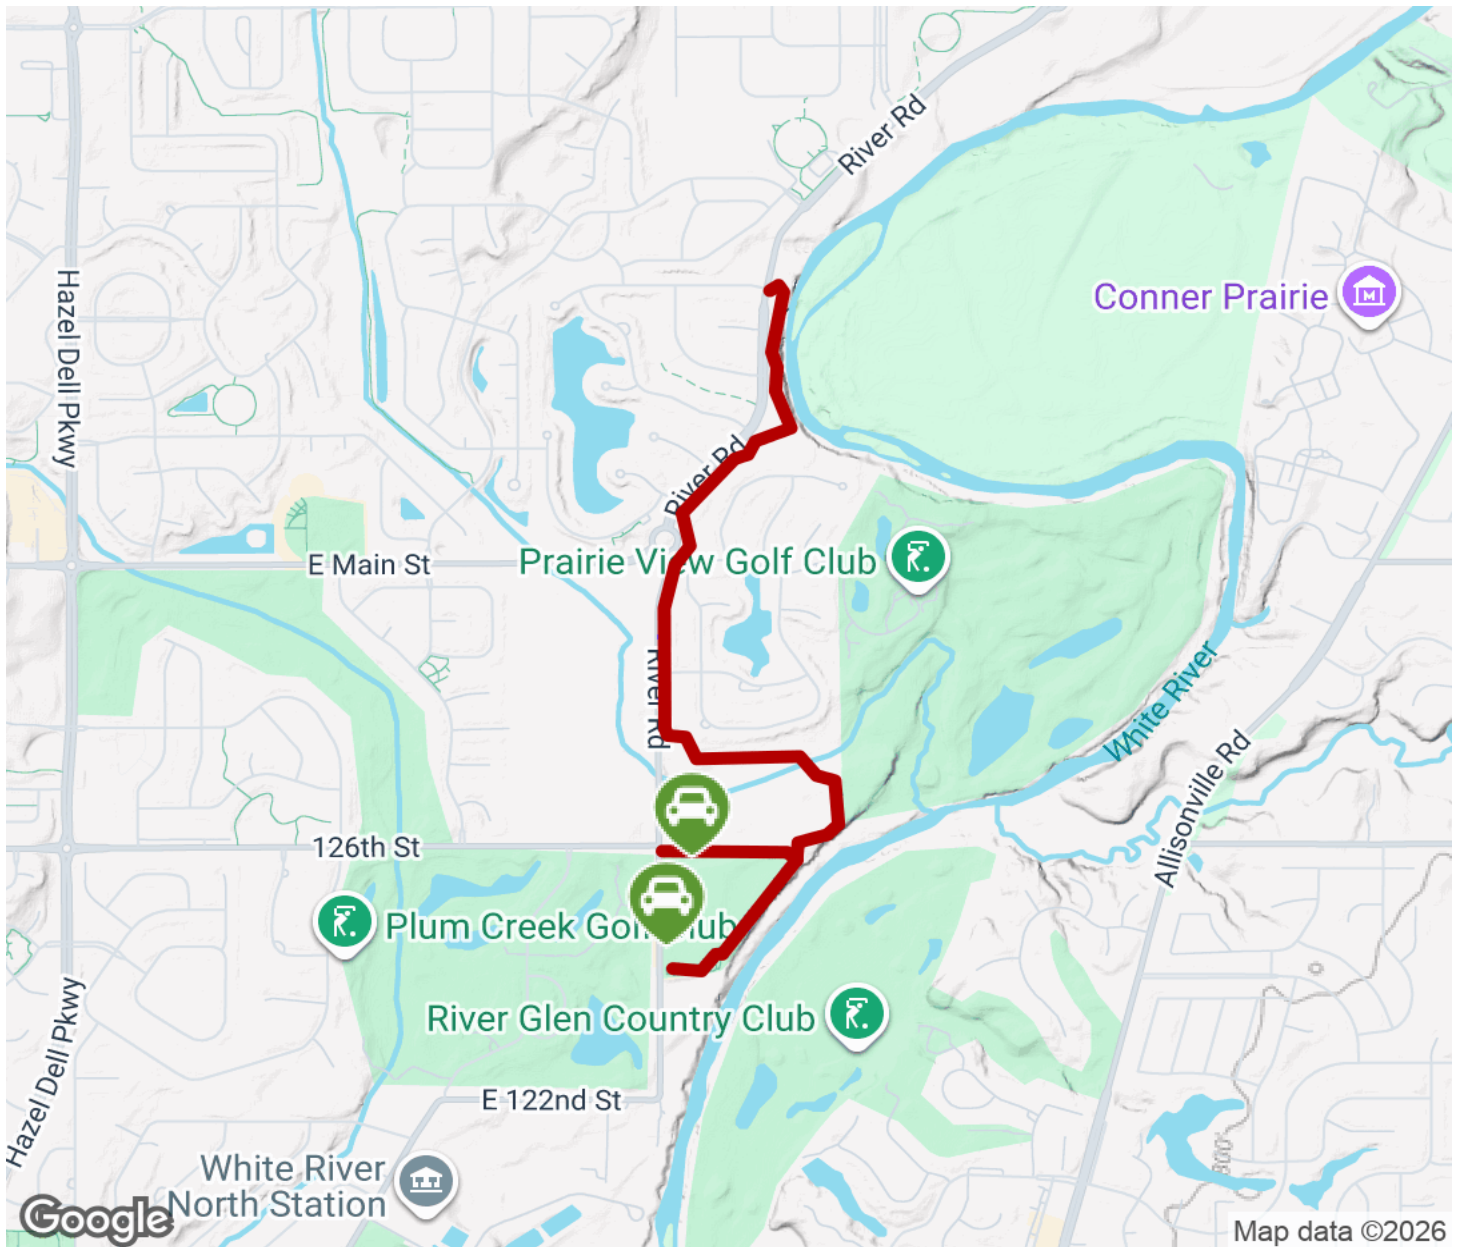 River Rd
Conner Prairie
Hazel Dell Pkwy
River Rd
E Main St
Prairie View Golf Club
River Rd
White River
Allisonville Rd
126th St
Plum Creek Golf Club
River Glen Country Club
Hazel Dell Pkwy
E 122nd St
800'
White River
North Station
Google
Map data ©2026